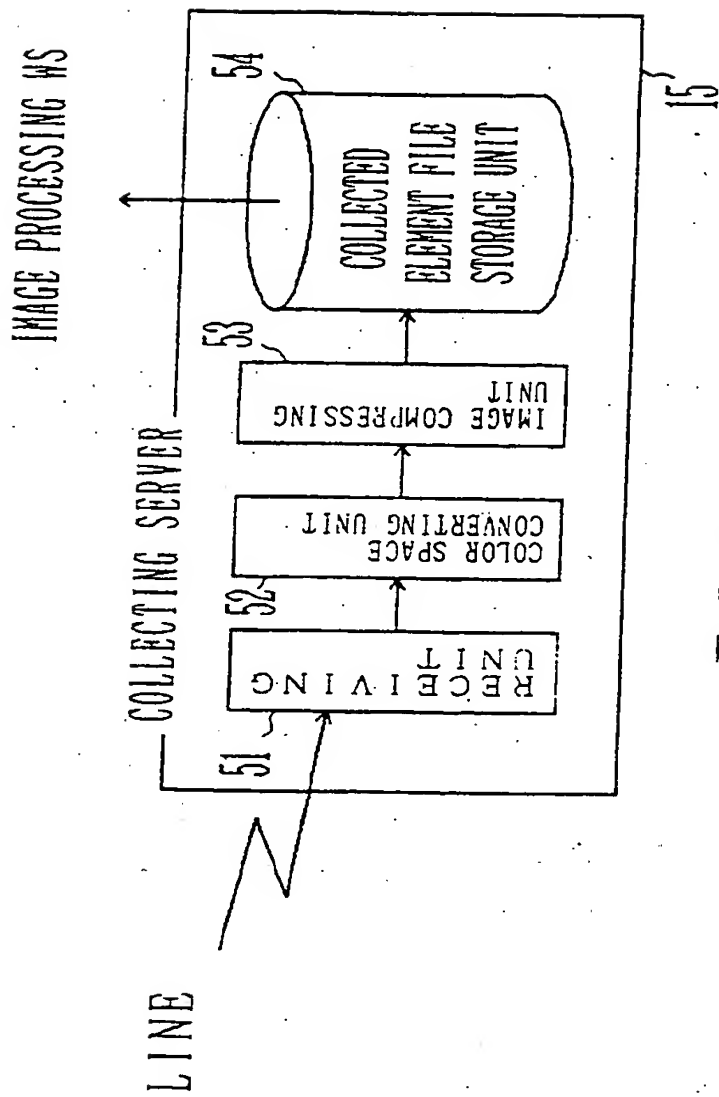 IMAGE PROCESSING WS
COLLECTING SERVER
LINE
51
RECEIVING
UNIT
52
COLOR SPACE
CONVERTING UNIT
53
IMAGE COMPRESSING
UNIT
54
COLLECTED
ELEMENT FILE
STORAGE UNIT
15